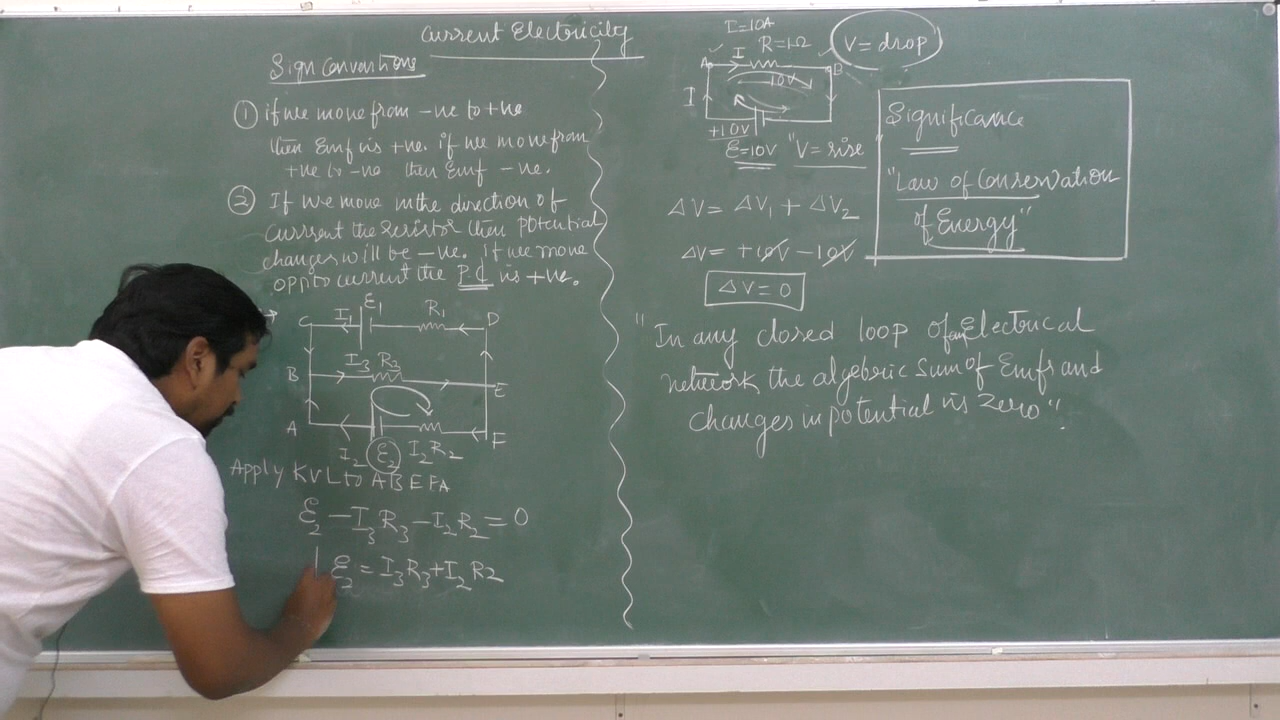 Current Electricity
Sign Conventions
① if we move from -ve to +ve
then Emf is +ve. if we move from
+ve to -ve then Emf -ve.
② If we move in the direction of
current the resistor then potential
changes will be -ve. if we move
opp to current the P.d is +ve.
C I₁ ℰ₁ R₁ D
B I₃ R₃ E
A I₂ ℰ₂ I₂R₂ F
Apply KVL to ABEFA
ℰ₂ - I₃R₃ - I₂R₂ = 0
ℰ₂ = I₃R₃ + I₂R2
I=10A
A I R=1Ω B
V= drop
10V
I
+10V
ℰ=10V "V= rise
ΔV = ΔV₁ + ΔV₂
ΔV = +10V - 10V
ΔV = 0
Significance
"Law of Conservation
of Energy"
"In any closed loop of an Electrical
network, the algebric sum of Emfs and
changes in potential is Zero".